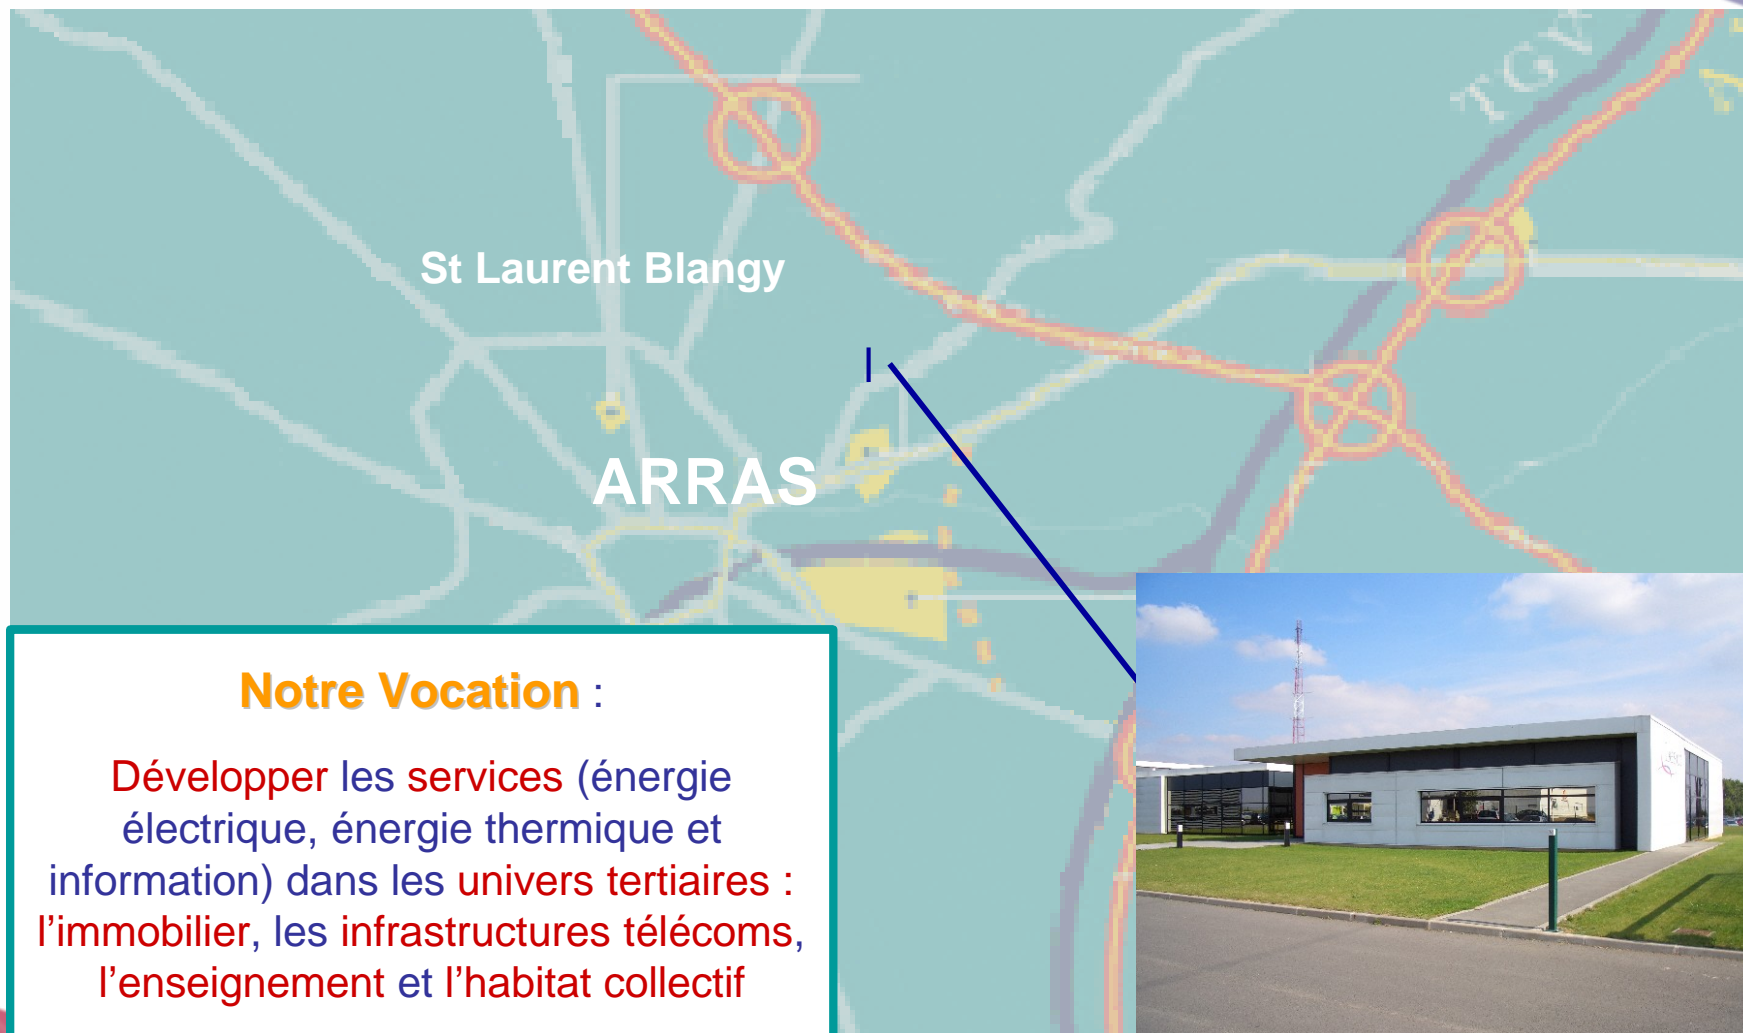 TGV
St Laurent Blangy
ARRAS
Notre Vocation :
Développer les services (énergie
électrique, énergie thermique et
information) dans les univers tertiaires :
l’immobilier, les infrastructures télécoms,
l’enseignement et l’habitat collectif